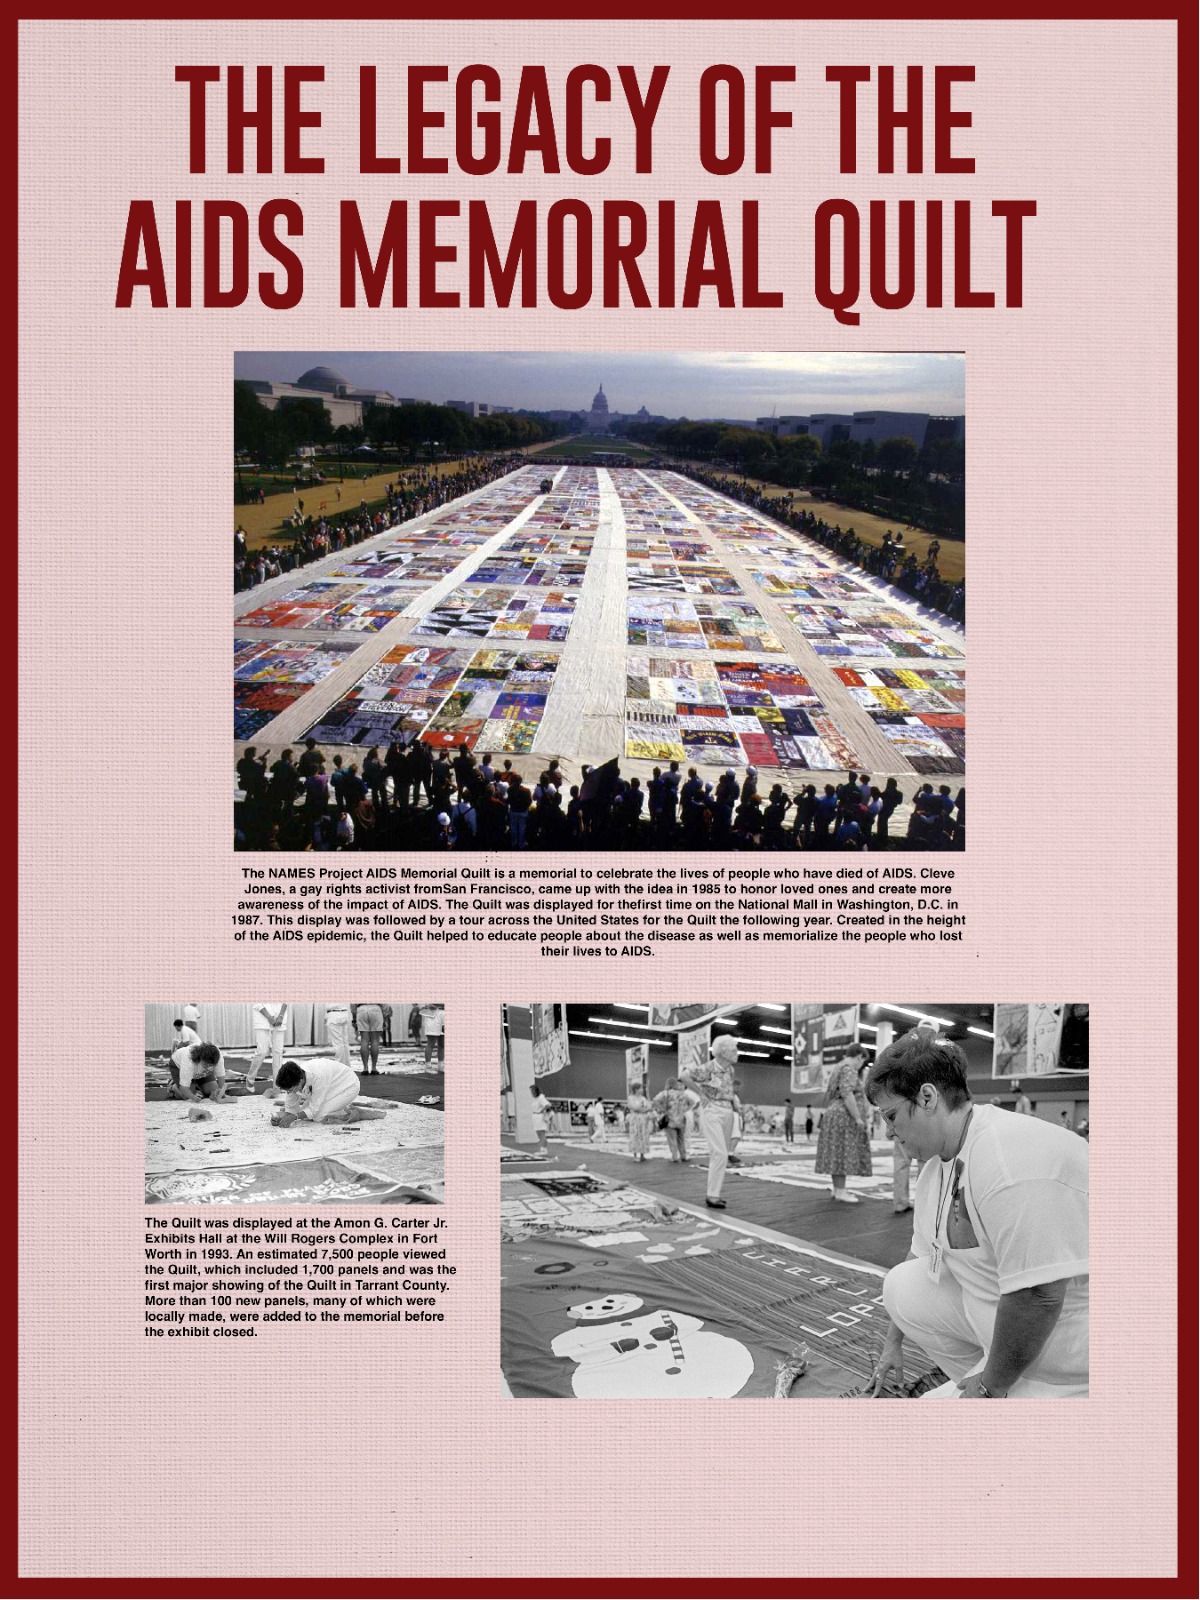 THE LEGACY OF THE
AIDS MEMORIAL QUILT
The NAMES Project AIDS Memorial Quilt is a memorial to celebrate the lives of people who have died of AIDS. Cleve
Jones, a gay rights activist fromSan Francisco, came up with the idea in 1985 to honor loved ones and create more
awareness of the impact of AIDS. The Quilt was displayed for thefirst time on the National Mall in Washington, D.C. in
1987. This display was followed by a tour across the United States for the Quilt the following year. Created in the height
of the AIDS epidemic, the Quilt helped to educate people about the disease as well as memorialize the people who lost
their lives to AIDS.
The Quilt was displayed at the Amon G. Carter Jr.
Exhibits Hall at the Will Rogers Complex in Fort
Worth in 1993. An estimated 7,500 people viewed
the Quilt, which included 1,700 panels and was the
first major showing of the Quilt in Tarrant County.
More than 100 new panels, many of which were
locally made, were added to the memorial before
the exhibit closed.
1988